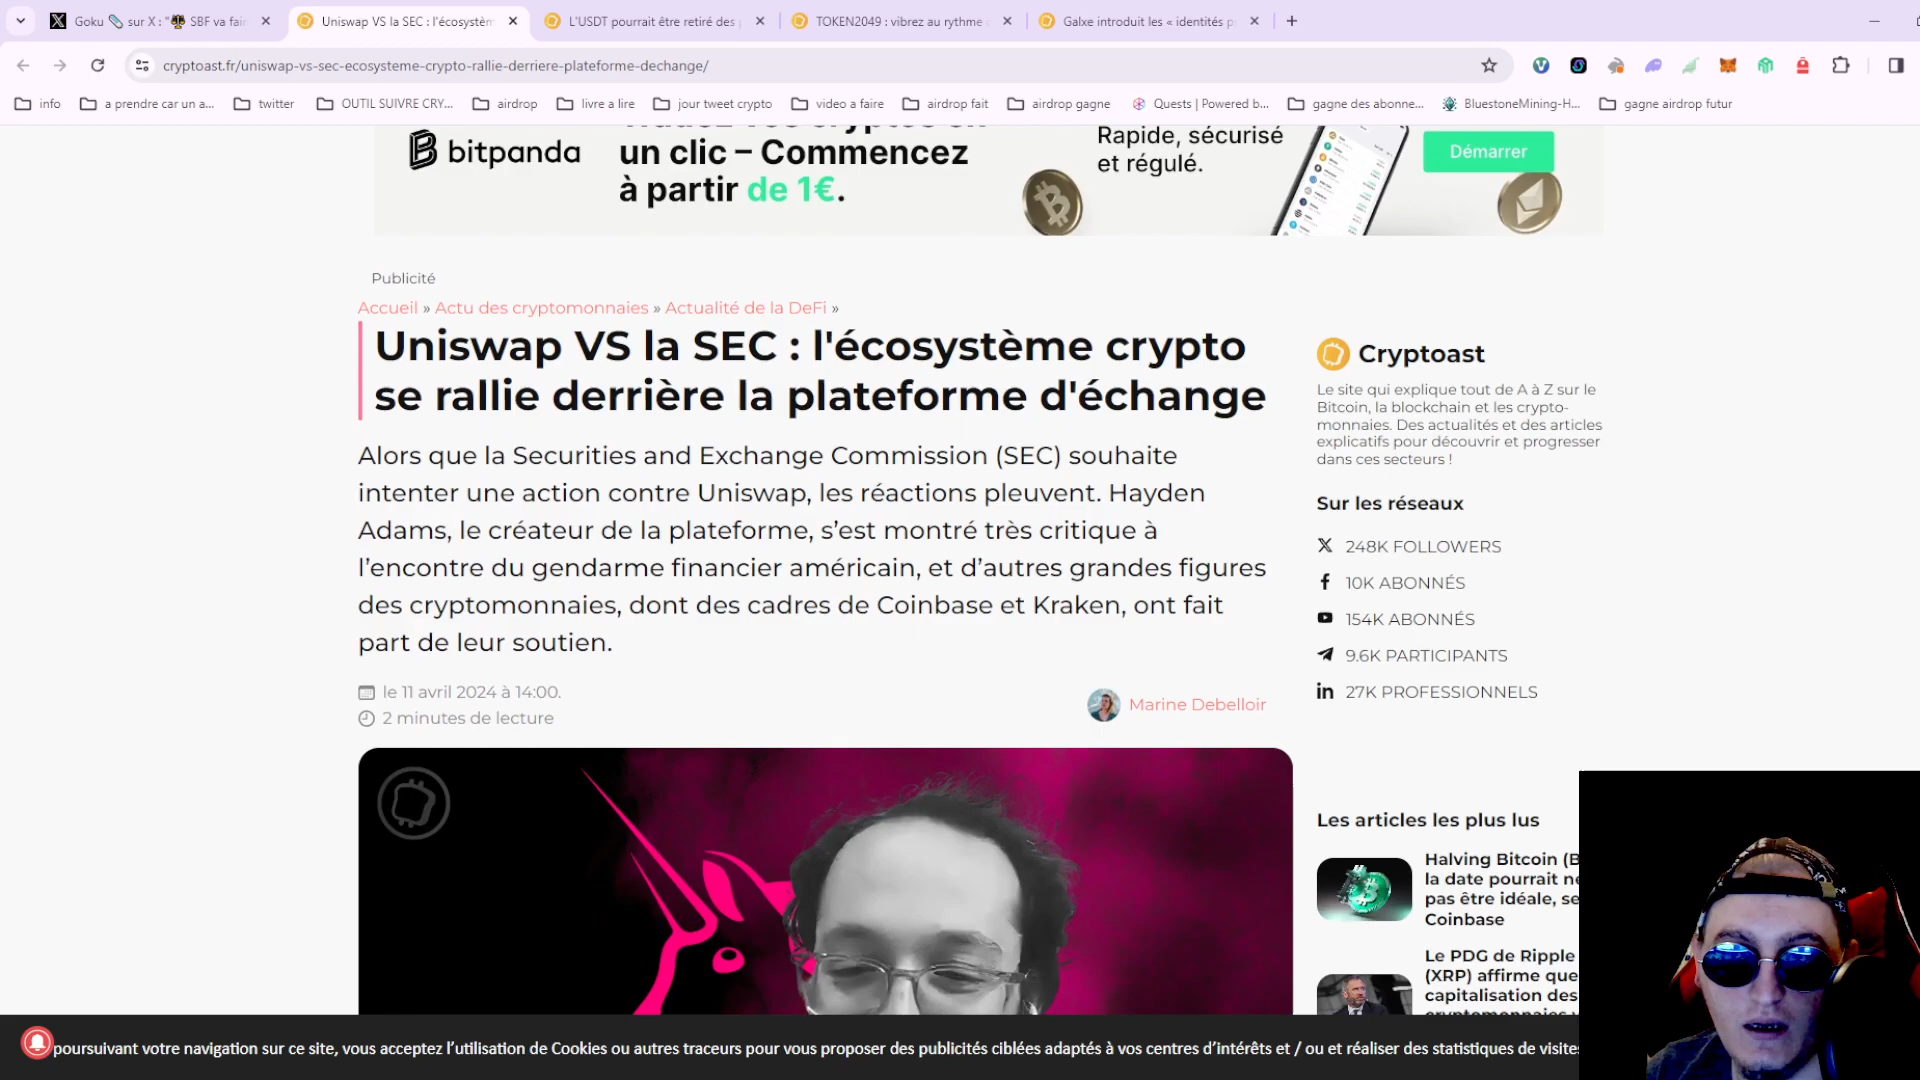 Goku 📎 sur X : "🐼 SBF va fair
Uniswap VS la SEC : l'écosystèm
L'USDT pourrait être retiré des
TOKEN2049 : vibrez au rythme
Galxe introduit les « identités p
cryptoast.fr/uniswap-vs-sec-ecosysteme-crypto-rallie-derriere-plateforme-dechange/
info
a prendre car un a...
twitter
OUTIL SUIVRE CRY...
airdrop
livre a lire
jour tweet crypto
video a faire
airdrop fait
airdrop gagne
Quests | Powered b...
gagne des abonne...
BluestoneMining-H...
gagne airdrop futur
bitpanda
un clic – Commencez
à partir de 1€.
Rapide, sécurisé
et régulé.
Démarrer
Publicité
Accueil » Actu des cryptomonnaies » Actualité de la DeFi »
Uniswap VS la SEC : l'écosystème crypto
se rallie derrière la plateforme d'échange
Alors que la Securities and Exchange Commission (SEC) souhaite
intenter une action contre Uniswap, les réactions pleuvent. Hayden
Adams, le créateur de la plateforme, s’est montré très critique à
l’encontre du gendarme financier américain, et d’autres grandes figures
des cryptomonnaies, dont des cadres de Coinbase et Kraken, ont fait
part de leur soutien.
le 11 avril 2024 à 14:00.
2 minutes de lecture
Marine Debelloir
Cryptoast
Le site qui explique tout de A à Z sur le
Bitcoin, la blockchain et les crypto-
monnaies. Des actualités et des articles
explicatifs pour découvrir et progresser
dans ces secteurs !
Sur les réseaux
248K FOLLOWERS
10K ABONNÉS
154K ABONNÉS
9.6K PARTICIPANTS
27K PROFESSIONNELS
Les articles les plus lus
Halving Bitcoin (B
la date pourrait ne
pas être idéale, se
Coinbase
Le PDG de Ripple
(XRP) affirme que
capitalisation des
poursuivant votre navigation sur ce site, vous acceptez l’utilisation de Cookies ou autres traceurs pour vous proposer des publicités ciblées adaptés à vos centres d’intérêts et / ou et réaliser des statistiques de visites